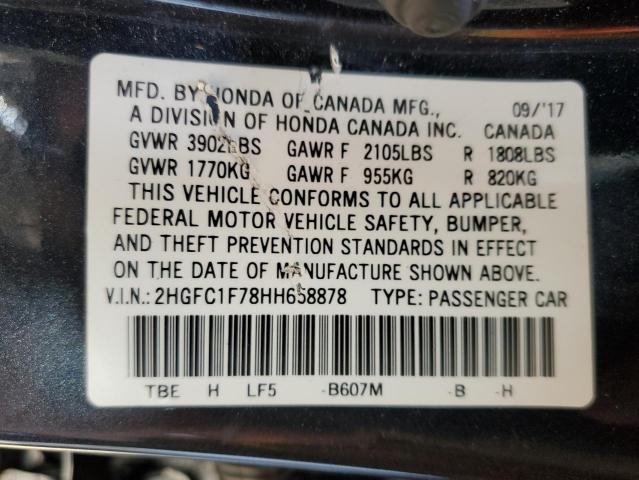 MFD. BY HONDA OF CANADA MFG., 09/'17
A DIVISION OF HONDA CANADA INC. CANADA
GVWR 3902LBS GAWR F 2105LBS R 1808LBS
GVWR 1770KG GAWR F 955KG R 820KG
THIS VEHICLE CONFORMS TO ALL APPLICABLE
FEDERAL MOTOR VEHICLE SAFETY, BUMPER,
AND THEFT PREVENTION STANDARDS IN EFFECT
ON THE DATE OF MANUFACTURE SHOWN ABOVE.
V.I.N.: 2HGFC1F78HH658878 TYPE: PASSENGER CAR
TBE H LF5 -B607M -B -H